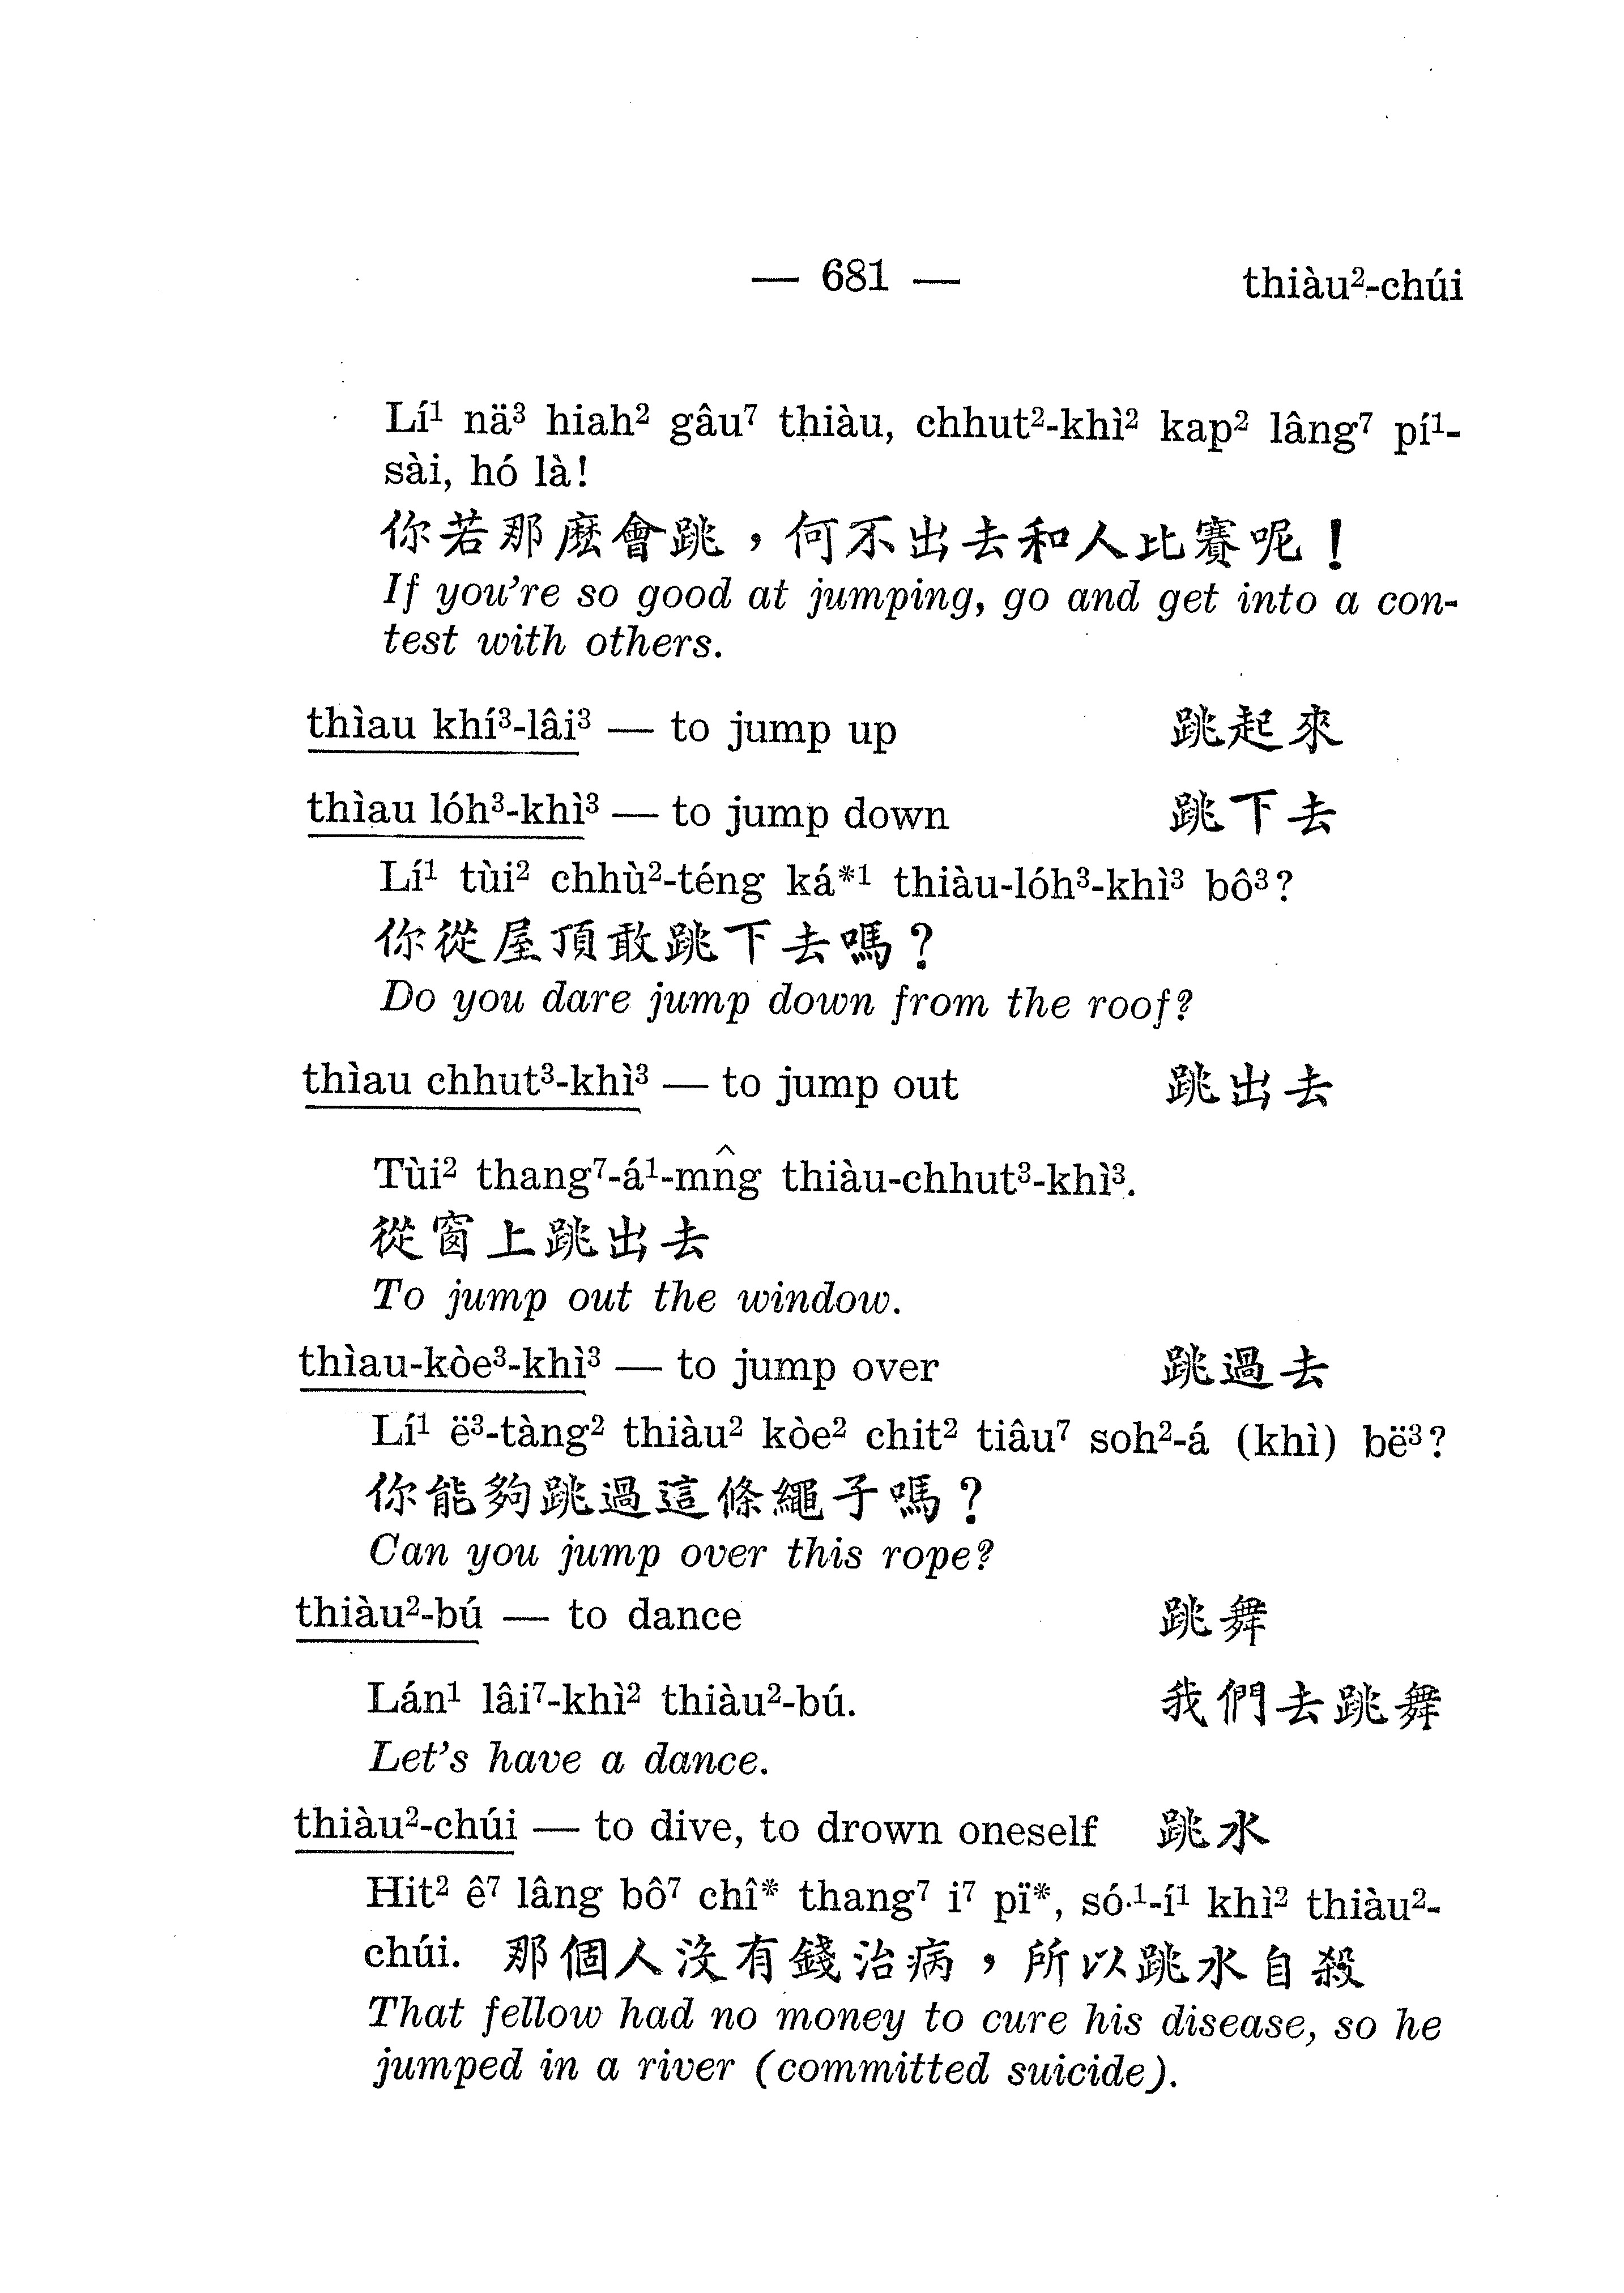 — 681 — thiàu²-chúi
Lí¹ nä³ hiah² gâu⁷ thiàu, chhut²-khì² kap² lâng⁷ pí¹-
sài, hó là!
你若那麼會跳，何不出去和人比賽呢！
If you're so good at jumping, go and get into a con-
test with others.
thìau khí³-lâi³ — to jump up 跳起來
thìau lóh³-khì³ — to jump down 跳下去
Lí¹ tùi² chhù²-téng ká*¹ thiàu-lóh³-khì³ bô³?
你從屋頂敢跳下去嗎？
Do you dare jump down from the roof?
thìau chhut³-khì³ — to jump out 跳出去
Tùi² thang⁷-á¹-mn̂g thiàu-chhut³-khì³.
從窗上跳出去
To jump out the window.
thìau-kòe³-khì³ — to jump over 跳過去
Lí¹ ë³-tàng² thiàu² kòe² chit² tiâu⁷ soh²-á (khì) bë³?
你能夠跳過這條繩子嗎？
Can you jump over this rope?
thiàu²-bú — to dance 跳舞
Lán¹ lâi⁷-khì² thiàu²-bú. 我們去跳舞
Let's have a dance.
thiàu²-chúi — to dive, to drown oneself 跳水
Hit² ê⁷ lâng bô⁷ chî* thang⁷ i⁷ pï*, só·¹-í¹ khì² thiàu²-
chúi. 那個人沒有錢治病，所以跳水自殺
That fellow had no money to cure his disease, so he
jumped in a river (committed suicide).